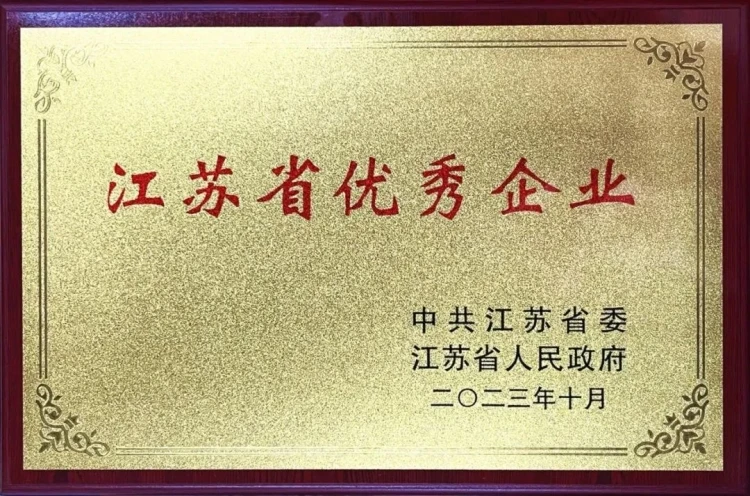 江苏省优秀企业
中共江苏省委
江苏省人民政府
二〇二三年十月